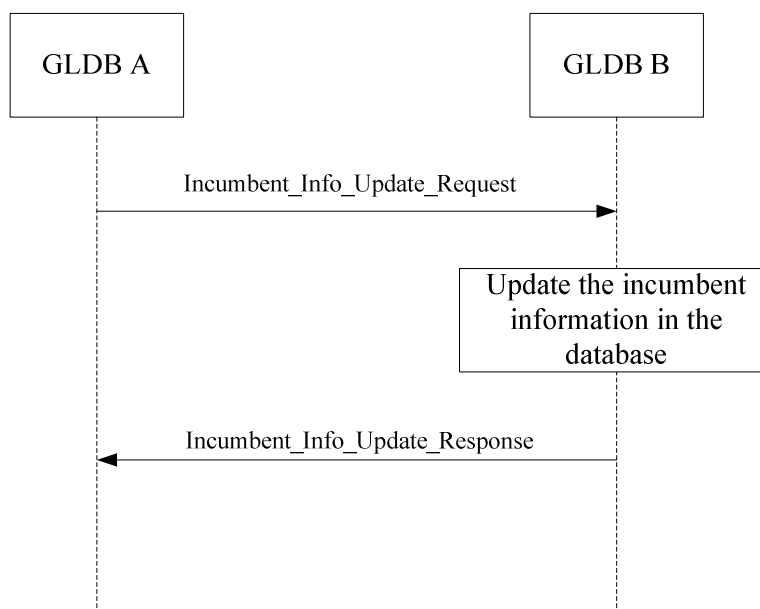 GLDB A
GLDB B
Incumbent_Info_Update_Request
Update the incumbent
information in the
database
Incumbent_Info_Update_Response